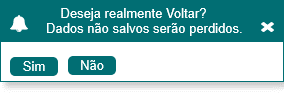 Deseja realmente Voltar?
Dados não salvos serão perdidos.
Sim Não